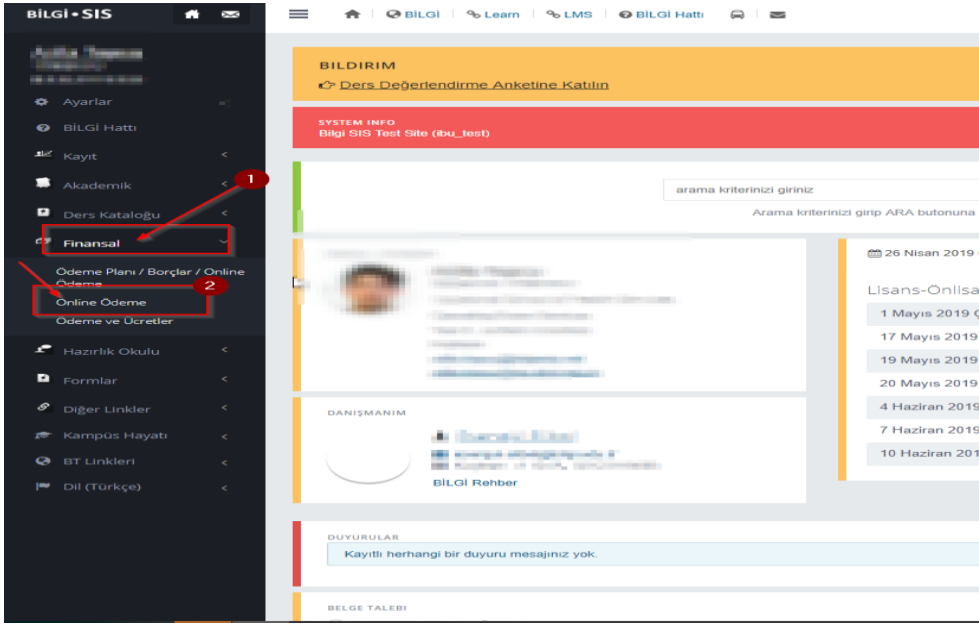 BİLGİ•SIS
BİLGİ
Learn
LMS
BİLGİ Hattı
Ayarlar
BİLGİ Hattı
Kayıt
Akademik
Ders Kataloğu
Finansal
Ödeme Planı / Borçlar / Online
Ödeme
Online Ödeme
Ödeme ve Ücretler
Hazırlık Okulu
Formlar
Diğer Linkler
Kampüs Hayatı
BT Linkleri
Dil (Türkçe)
1
2
BILDIRIM
Ders Değerlendirme Anketine Katılın
SYSTEM INFO
Bilgi SIS Test Site (ibu_test)
arama kriterinizi giriniz
Arama kriterinizi girip ARA butonuna
26 Nisan 2019
Lisans-Önlisa
1 Mayıs 2019 Ç
17 Mayıs 2019
19 Mayıs 2019
20 Mayıs 2019
4 Haziran 2019
7 Haziran 2019
10 Haziran 201
DANIŞMANIM
BİLGİ Rehber
DUYURULAR
Kayıtlı herhangi bir duyuru mesajınız yok.
BELGE TALEBI